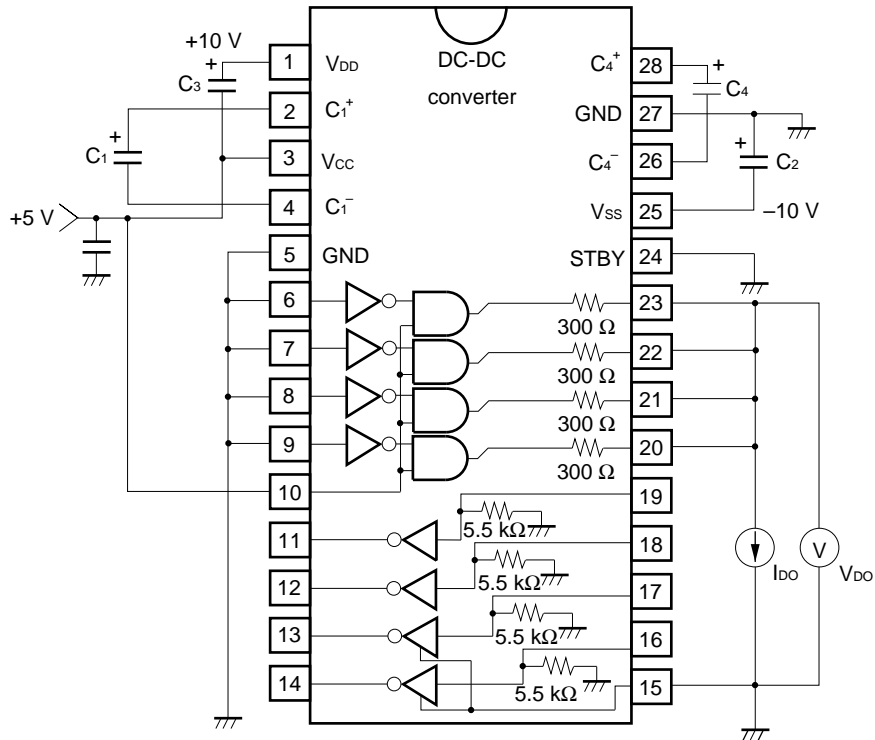 +10 V
+
C3
1
VDD
DC-DC
converter
C4+
28
+
C4
2
C1+
GND
27
+
C1
3
VCC
C4−
26
+
C2
4
C1−
VSS
25
–10 V
+5 V
5
GND
STBY
24
6
23
300 Ω
7
22
300 Ω
8
21
300 Ω
9
20
300 Ω
10
19
5.5 kΩ
11
18
5.5 kΩ
12
17
5.5 kΩ
13
16
5.5 kΩ
14
15
IDO
V
VDO